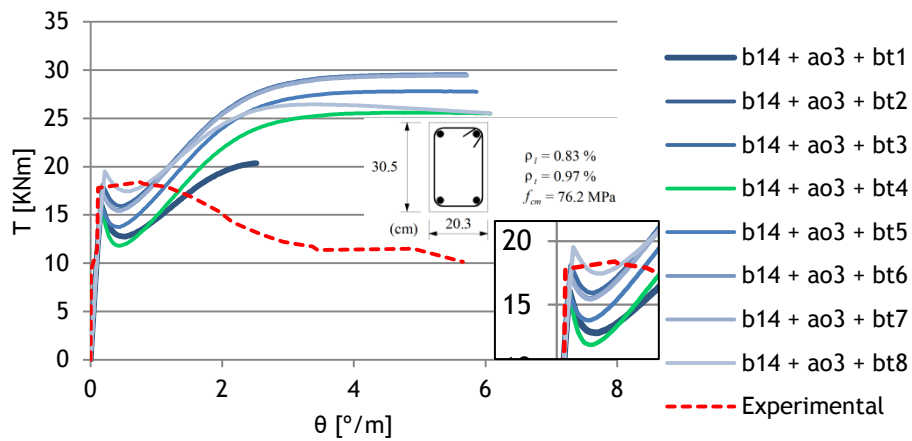 T [KNm]
35
30
25
20
15
10
5
0
0
2
4
6
8
θ [º/m]
30.5
(cm)
20.3
ρl = 0.83 %
ρt = 0.97 %
fcm = 76.2 MPa
20
15
b14 + ao3 + bt1
b14 + ao3 + bt2
b14 + ao3 + bt3
b14 + ao3 + bt4
b14 + ao3 + bt5
b14 + ao3 + bt6
b14 + ao3 + bt7
b14 + ao3 + bt8
Experimental